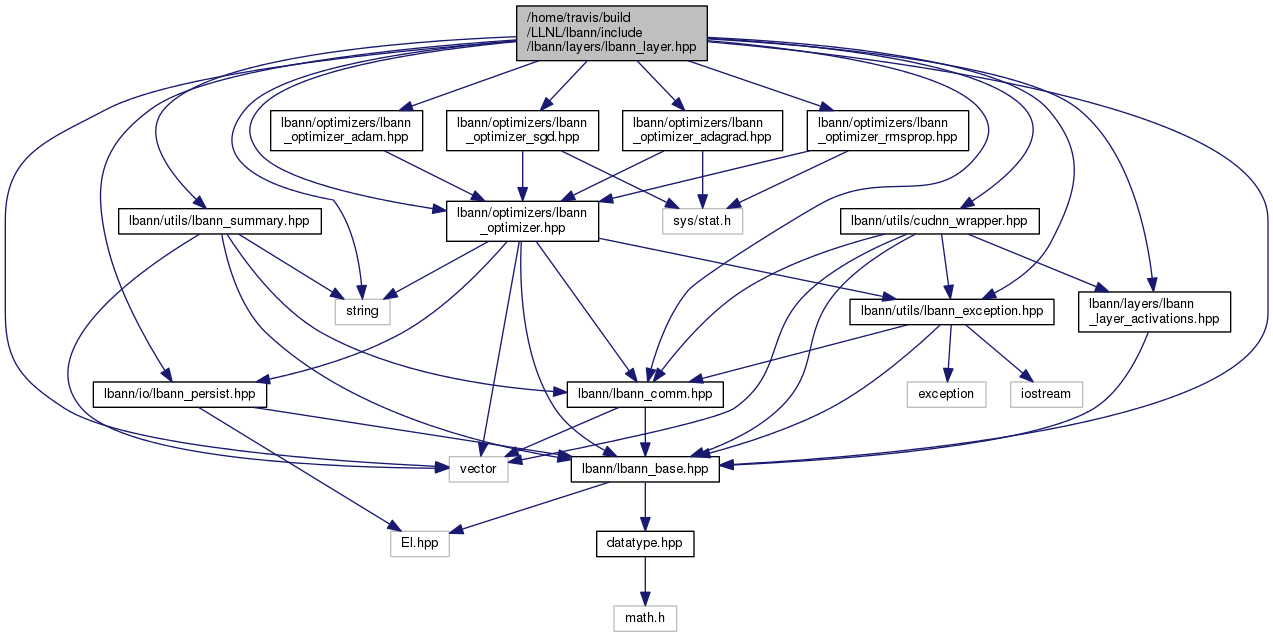 /home/travis/build
/LLNL/lbann/include
/lbann/layers/lbann_layer.hpp
lbann/optimizers/lbann
_optimizer_adam.hpp
lbann/optimizers/lbann
_optimizer_sgd.hpp
lbann/optimizers/lbann
_optimizer_adagrad.hpp
lbann/optimizers/lbann
_optimizer_rmsprop.hpp
lbann/utils/lbann_summary.hpp
lbann/optimizers/lbann
_optimizer.hpp
sys/stat.h
lbann/utils/cudnn_wrapper.hpp
string
lbann/utils/lbann_exception.hpp
lbann/layers/lbann
_layer_activations.hpp
lbann/io/lbann_persist.hpp
lbann/lbann_comm.hpp
exception
iostream
vector
lbann/lbann_base.hpp
El.hpp
datatype.hpp
math.h